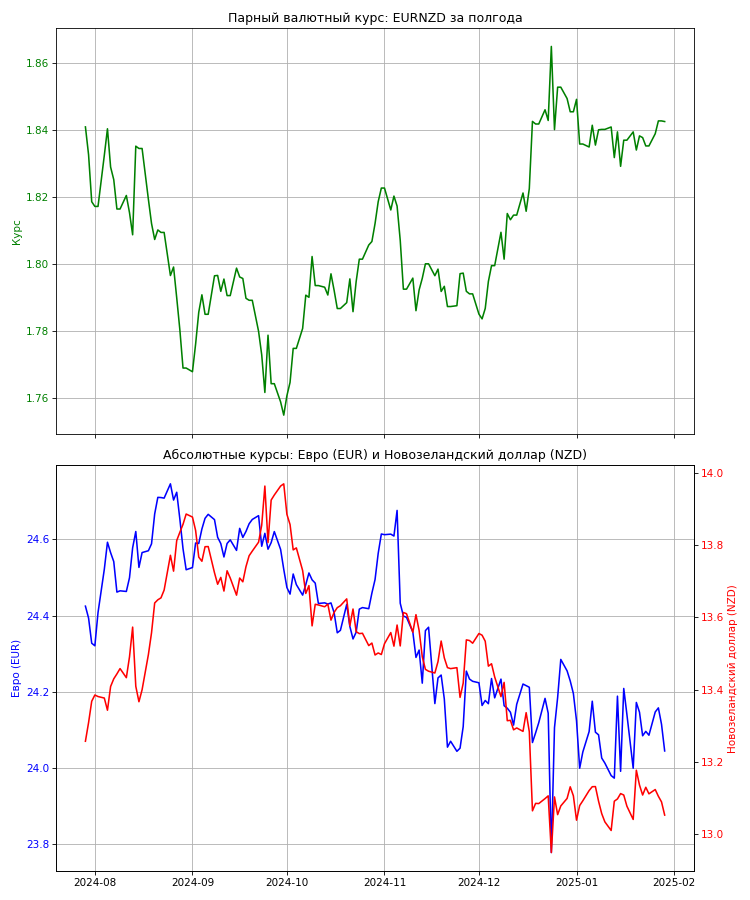 Парный валютный курс: EURNZD за полгода
1.86
1.84
1.82
1.80
1.78
1.76
Курс
Абсолютные курсы: Евро (EUR) и Новозеландский доллар (NZD)
24.6
24.4
24.2
24.0
23.8
Евро (EUR)
14.0
13.8
13.6
13.4
13.2
13.0
Новозеландский доллар (NZD)
2024-08 2024-09 2024-10 2024-11 2024-12 2025-01 2025-02